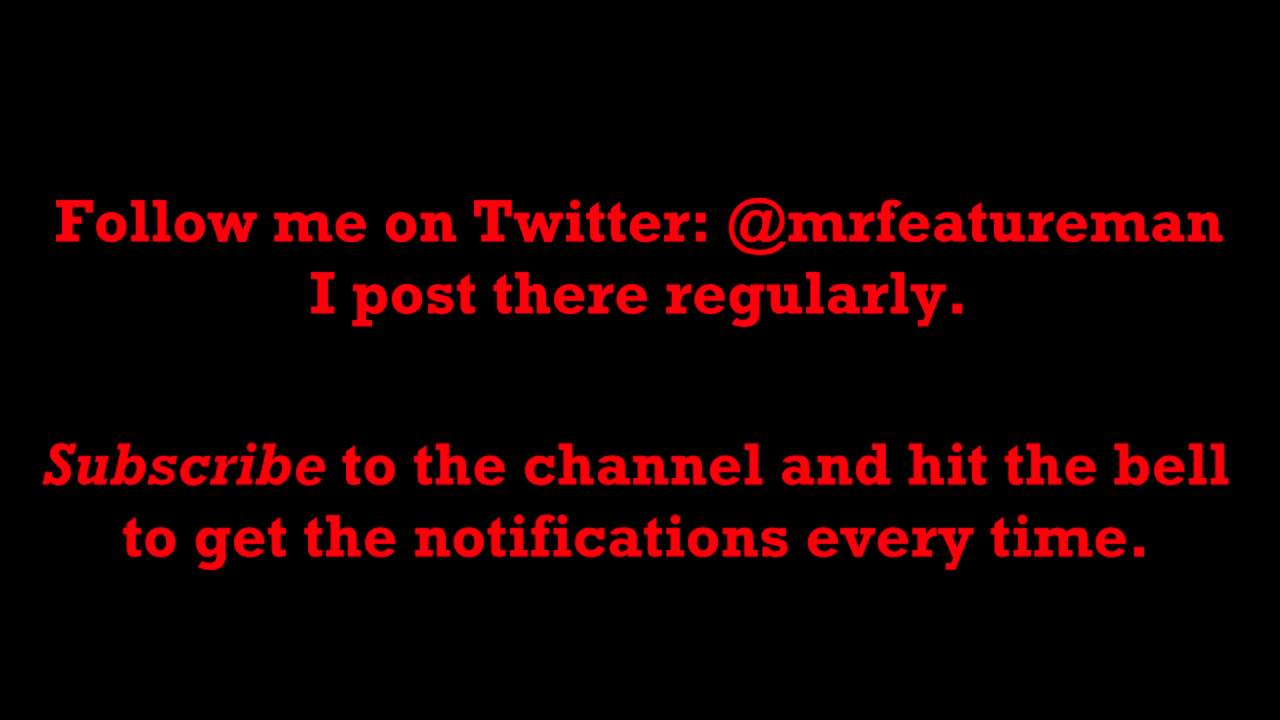 Follow me on Twitter: @mrfeatureman
I post there regularly.
Subscribe to the channel and hit the bell
to get the notifications every time.